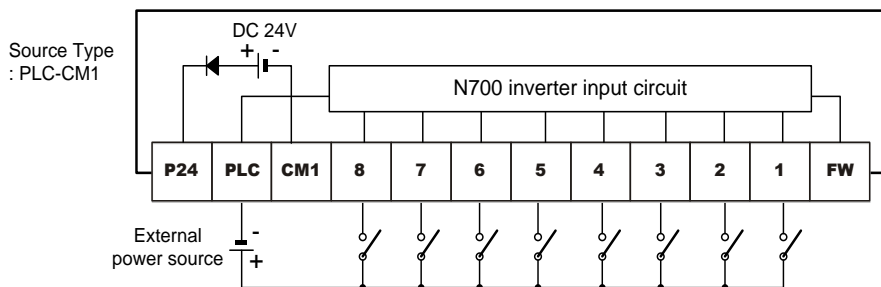 DC 24V
Source Type
: PLC-CM1
+ -
N700 inverter input circuit
P24 PLC CM1 8 7 6 5 4 3 2 1 FW
External
power source
-
+